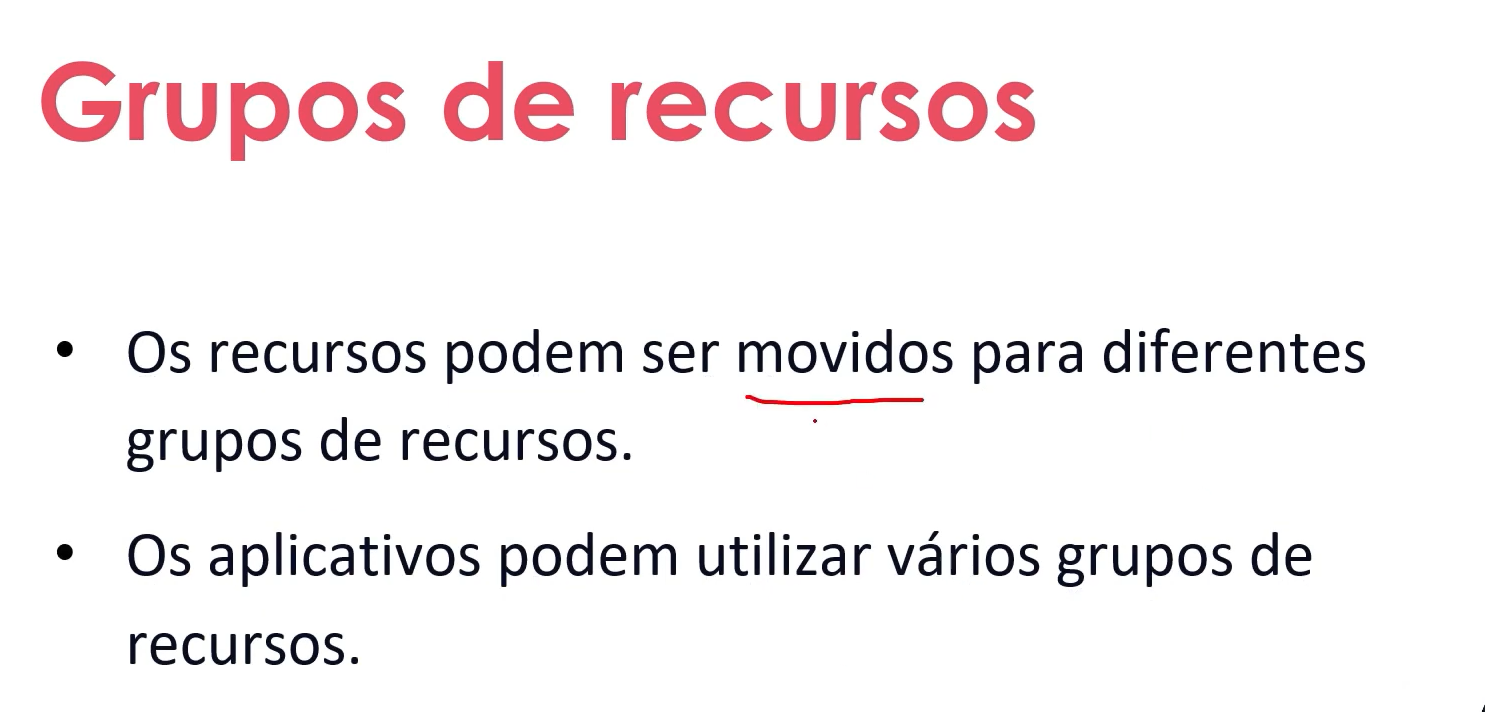 Grupos de recursos
• Os recursos podem ser movidos para diferentes
grupos de recursos.
• Os aplicativos podem utilizar vários grupos de
recursos.